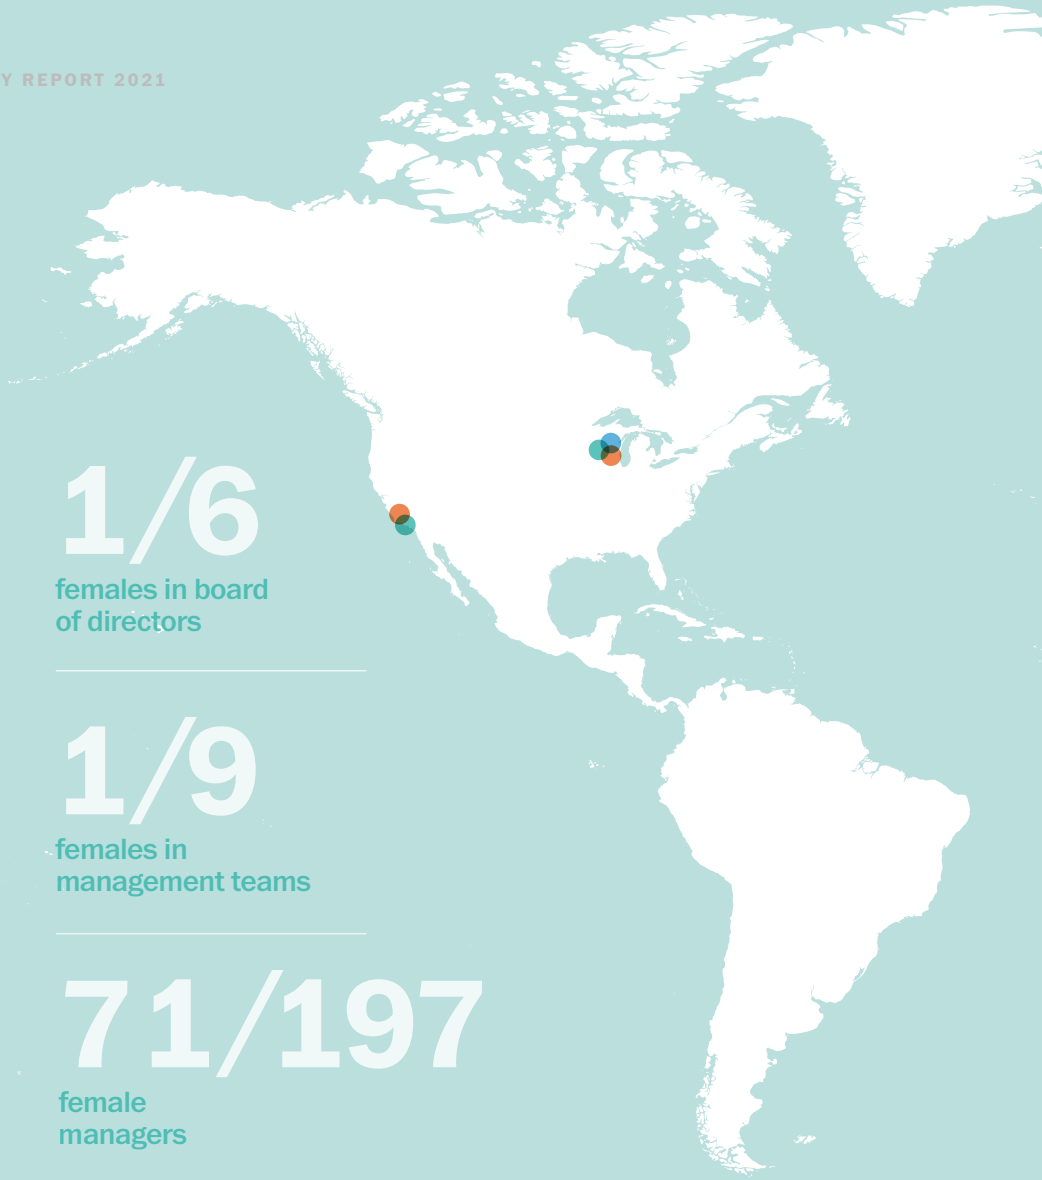 Y REPORT 2021
1/6
females in board
of directors
1/9
females in
management teams
71/197
female
managers